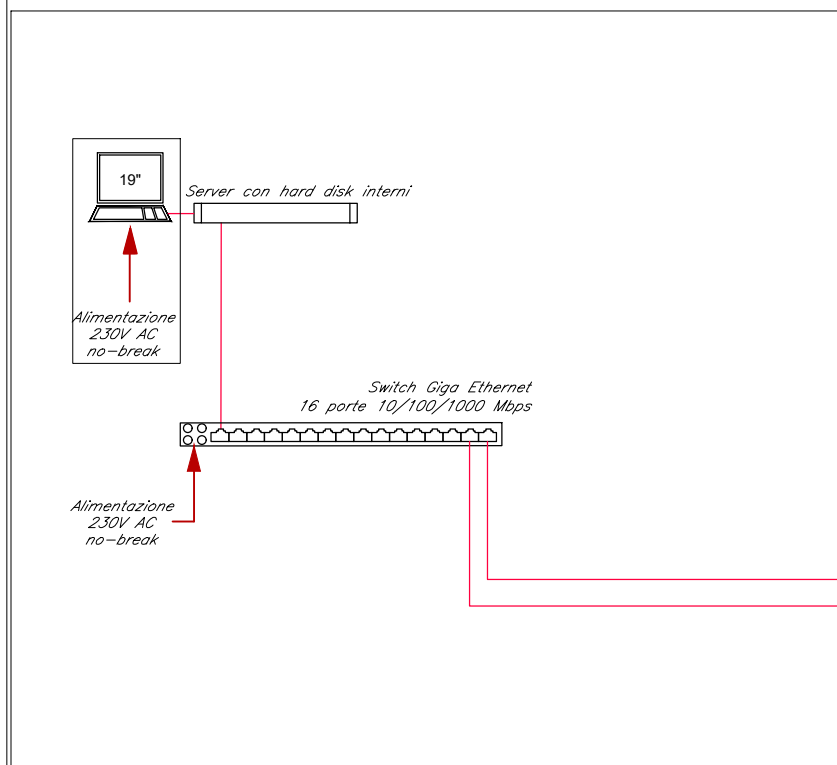 19"
Server con hard disk interni
Alimentazione
230V AC
no-break
Switch Giga Ethernet
16 porte 10/100/1000 Mbps
Alimentazione
230V AC
no-break